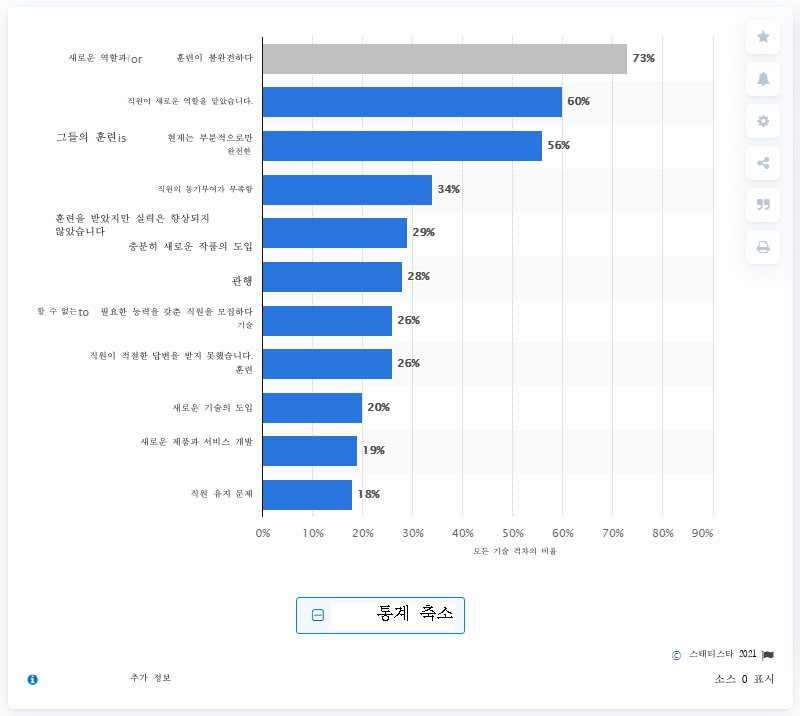 새로운 역할과/or 훈련이 불완전하다
73%
직원이 새로운 역할을 맡았습니다.
60%
그들의 훈련is 현재는 부분적으로만
완전한
56%
직원의 동기부여가 부족함
34%
훈련을 받았지만 실력은 향상되지
않았습니다
29%
충분히 새로운 작품의 도입
관행
28%
할 수 없는to 필요한 능력을 갖춘 직원을 모집하다
기술
26%
직원이 적절한 답변을 받지 못했습니다.
훈련
26%
새로운 기술의 도입
20%
새로운 제품과 서비스 개발
19%
직원 유지 문제
18%
0% 10% 20% 30% 40% 50% 60% 70% 80% 90%
모든 기술 격차의 비율
통계 축소
© 스태티스타 2021
추가 정보
소스 0 표시